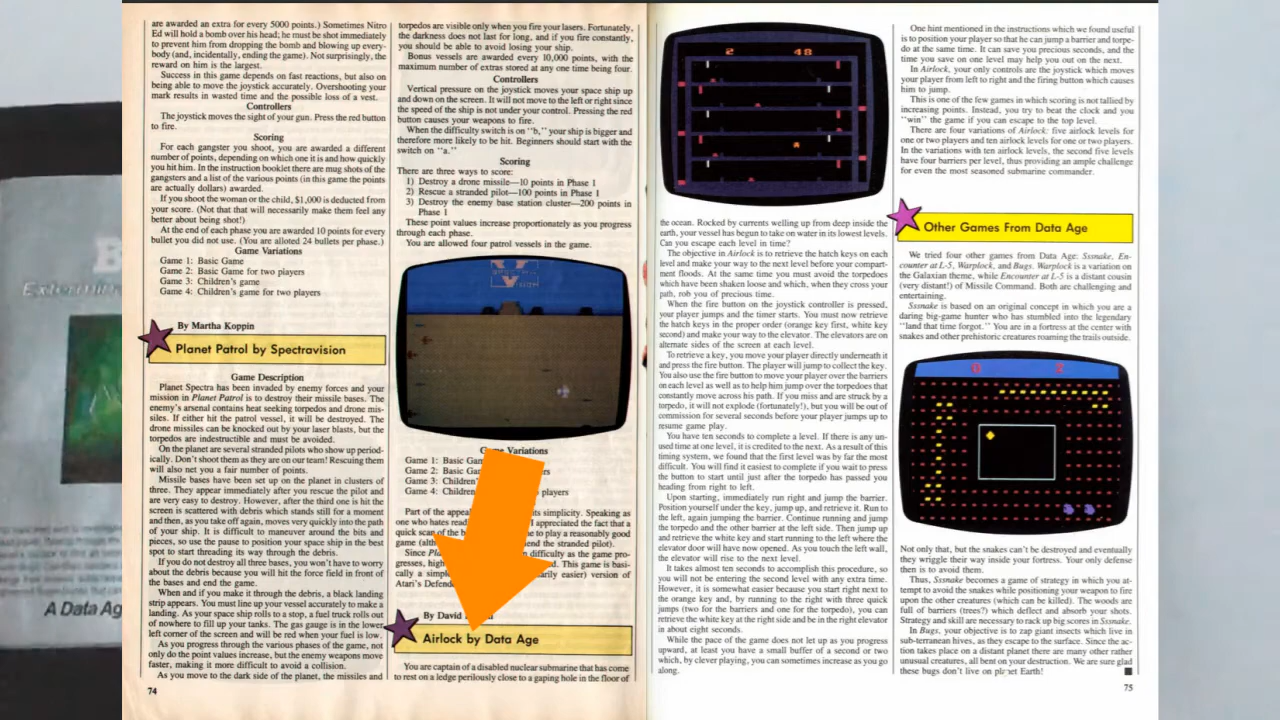 are awarded an extra for every 5000 points.) Sometimes Nitro
Ed will hold a bomb over his head; he must be shot immediately
to prevent him from dropping the bomb and blowing up every-
body (and, incidentally, ending the game). Not surprisingly, the
reward on him is the largest.
Success in this game depends on fast reactions, but also on
being able to move the joystick accurately. Overshooting your
mark results in wasted time and the possible loss of a vest.
Controllers
The joystick moves the sight of your gun. Press the red button
to fire.
Scoring
For each gangster you shoot, you are awarded a different
number of points, depending on which one it is and how quickly
you hit him. In the instruction booklet there are mug shots of the
gangsters and a list of the various points (in this game the points
are actually dollars) awarded.
If you shoot the woman or the child, $1,000 is deducted from
your score. (Not that that will necessarily make them feel any
better about being shot!)
At the end of each phase you are awarded 10 points for every
bullet you did not use. (You are alloted 24 bullets per phase.)
Game Variations
Game 1: Basic Game
Game 2: Basic Game for two players
Game 3: Children's game
Game 4: Children's game for two players
By Martha Koppin
Planet Patrol by Spectravision
Game Description
Planet Spectra has been invaded by enemy forces and your
mission in Planet Patrol is to destroy their missile bases. The
enemy's arsenal contains heat seeking torpedos and drone mis-
siles. If either hit the patrol vessel, it will be destroyed. The
drone missiles can be knocked out by your laser blasts, but the
torpedos are indestructible and must be avoided.
On the planet are several stranded pilots who show up period-
ically. Don't shoot them as they are on our team! Rescuing them
will also net you a fair number of points.
Missile bases have been set up on the planet in clusters of
three. They appear immediately after you rescue the pilot and
are very easy to destroy. However, after the third one is hit the
screen is scattered with debris which stands still for a moment
and then, as you take off again, moves very quickly into the path
of your ship. It is difficult to maneuver around the bits and
pieces, so use the pause to position your space ship in the best
spot to start threading its way through the debris.
If you do not destroy all three bases, you won't have to worry
about the debris because you will hit the force field in front of
the bases and end the game.
When and if you make it through the debris, a black landing
strip appears. You must line up your vessel accurately to make a
landing. As your space ship rolls to a stop, a fuel truck rolls out
of nowhere to fill up your tanks. The gas gauge is in the lower
left corner of the screen and will be red when your fuel is low.
As you progress through the various phases of the game, not
only do the point values increase, but the enemy weapons move
faster, making it more difficult to avoid a collision.
As you move to the dark side of the planet, the missiles and
74
torpedos are visible only when you fire your lasers. Fortunately,
the darkness does not last for long, and if you fire constantly,
you should be able to avoid losing your ship.
Bonus vessels are awarded every 10,000 points, with the
maximum number of extras stored at any one time being four.
Controllers
Vertical pressure on the joystick moves your space ship up
and down on the screen. It will not move to the left or right since
the speed of the ship is not under your control. Pressing the red
button causes your weapons to fire.
When the difficulty switch is on "b," your ship is bigger and
therefore more likely to be hit. Beginners should start with the
switch on "a."
Scoring
There are three ways to score:
1) Destroy a drone missile—10 points in Phase 1
2) Rescue a stranded pilot—100 points in Phase 1
3) Destroy the enemy base station cluster—200 points in
Phase 1
These point values increase proportionately as you progress
through each phase.
You are allowed four patrol vessels in the game.
Game Variations
Game 1: Basic
Game 2: Basic
Game 3: Children'
Game 4: Children players
Part of the appeal its simplicity. Speaking as
one who hates appreciated the fact that a
quick scan of the to play a reasonably good
game the stranded pilot).
Since difficulty as the game pro-
gresses, high This game is basi-
cally a easier) version of
Atari's
By David
Airlock by Data Age
You are captain of a disabled nuclear submarine that has come
to rest on a ledge perilously close to a gaping hole in the floor of
2 48
the ocean. Rocked by currents welling up from deep inside the
earth, your vessel has begun to take on water in its lowest levels.
Can you escape each level in time?
The objective in Airlock is to retrieve the hatch keys on each
level and make your way to the next level before your compart-
ment floods. At the same time you must avoid the torpedoes
which have been shaken loose and which, when they cross your
path, rob you of precious time.
When the fire button on the joystick controller is pressed,
your player jumps and the timer starts. You must now retrieve
the hatch keys in the proper order (orange key first, white key
second) and make your way to the elevator. The elevators are on
alternate sides of the screen at each level.
To retrieve a key, you move your player directly underneath it
and press the fire button. The player will jump to collect the key.
You also use the fire button to move your player over the barriers
on each level as well as to help him jump over the torpedoes that
constantly move across his path. If you miss and are struck by a
torpedo, it will not explode (fortunately!), but you will be out of
commission for several seconds before your player jumps up to
resume game play.
You have ten seconds to complete a level. If there is any un-
used time at one level, it is credited to the next. As a result of this
timing system, we found that the first level was by far the most
difficult. You will find it easiest to complete if you wait to press
the button to start until just after the torpedo has passed you
heading from right to left.
Upon starting, immediately run right and jump the barrier.
Position yourself under the key, jump up, and retrieve it. Run to
the left, again jumping the barrier. Continue running and jump
the torpedo and the other barrier at the left side. Then jump up
and retrieve the white key and start running to the left where the
elevator door will have now opened. As you touch the left wall,
the elevator will rise to the next level.
It takes almost ten seconds to accomplish this procedure, so
you will not be entering the second level with any extra time.
However, it is somewhat easier because you start right next to
the orange key and, by running to the right with three quick
jumps (two for the barriers and one for the torpedo), you can
retrieve the white key at the right side and be in the right elevator
in about eight seconds.
While the pace of the game does not let up as you progress
upward, at least you have a small buffer of a second or two
which, by clever playing, you can sometimes increase as you go
along.
One hint mentioned in the instructions which we found useful
is to position your player so that he can jump a barrier and torpe-
do at the same time. It can save you precious seconds, and the
time you save on one level may help you out on the next.
In Airlock, your only controls are the joystick which moves
your player from left to right and the firing button which causes
him to jump.
This is one of the few games in which scoring is not tallied by
increasing points. Instead, you try to beat the clock and you
"win" the game if you can escape to the top level.
There are four variations of Airlock: five airlock levels for
one or two players and ten airlock levels for one or two players.
In the variations with ten airlock levels, the second five levels
have four barriers per level, thus providing an ample challenge
for even the most seasoned submarine commander.
Other Games From Data Age
We tried four other games from Data Age: Sssnake, En-
counter at L-5, Warplock, and Bugs. Warplock is a variation on
the Galaxian theme, while Encounter at L-5 is a distant cousin
(very distant!) of Missile Command. Both are challenging and
entertaining.
Sssnake is based on an original concept in which you are a
daring big-game hunter who has stumbled into the legendary
"land that time forgot." You are in a fortress at the center with
snakes and other prehistoric creatures roaming the trails outside.
Not only that, but the snakes can't be destroyed and eventually
they wriggle their way inside your fortress. Your only defense
then is to avoid them.
Thus, Sssnake becomes a game of strategy in which you at-
tempt to avoid the snakes while positioning your weapon to fire
upon the other creatures (which can be killed). The woods are
full of barriers (trees?) which deflect and absorb your shots.
Strategy and skill are necessary to rack up big scores in Sssnake.
In Bugs, your objective is to zap giant insects which live in
sub-terranean hives, as they escape to the surface. Since the ac-
tion takes place on a distant planet there are many other rather
unusual creatures, all bent on your destruction. We are sure glad
these bugs don't live on planet Earth!
75
A Data Ag